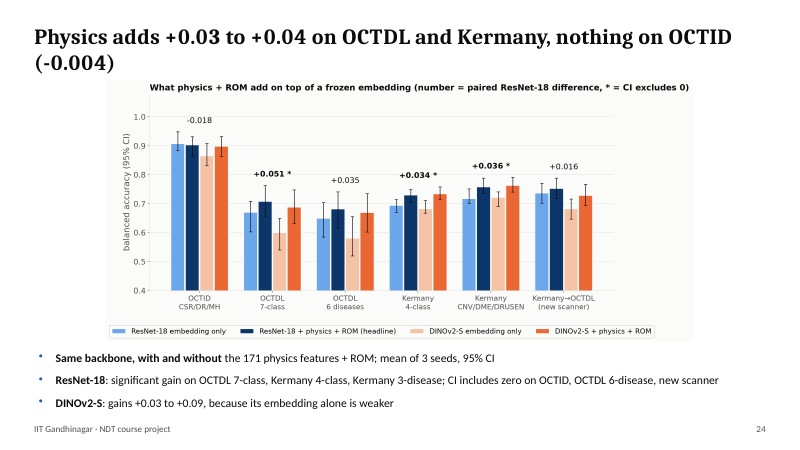 Physics adds +0.03 to +0.04 on OCTDL and Kermany, nothing on OCTID
(-0.004)
What physics + ROM add on top of a frozen embedding (number = paired ResNet-18 difference, * = CI excludes 0)
balanced accuracy (95% CI)
1.0
0.9
0.8
0.7
0.6
0.5
0.4
-0.018
+0.051 *
+0.035
+0.034 *
+0.036 *
+0.016
OCTID
CSR/DR/MH
OCTDL
7-class
OCTDL
6 diseases
Kermany
4-class
Kermany
CNV/DME/DRUSEN
Kermany→OCTDL
(new scanner)
ResNet-18 embedding only
ResNet-18 + physics + ROM (headline)
DINOv2-S embedding only
DINOv2-S + physics + ROM
• Same backbone, with and without the 171 physics features + ROM; mean of 3 seeds, 95% CI
• ResNet-18: significant gain on OCTDL 7-class, Kermany 4-class, Kermany 3-disease; CI includes zero on OCTID, OCTDL 6-disease, new scanner
• DINOv2-S: gains +0.03 to +0.09, because its embedding alone is weaker
IIT Gandhinagar · NDT course project
24